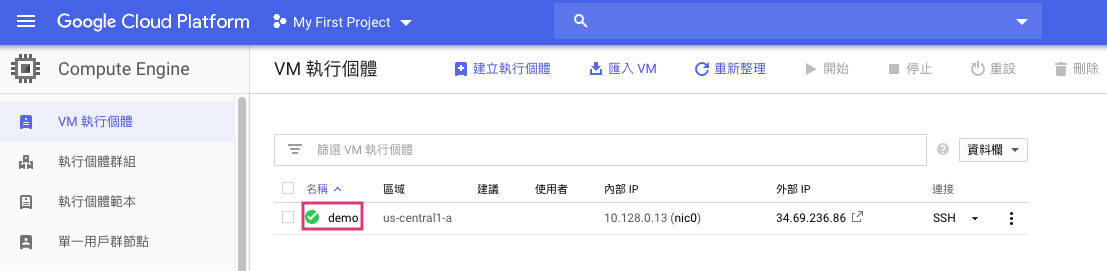 Google Cloud Platform My First Project
Compute Engine VM 執行個體 建立執行個體 匯入 VM 重新整理 開始 停止 重設 刪除
VM 執行個體
執行個體群組
執行個體範本
單一用戶群節點
篩選 VM 執行個體 ? 資料欄
名稱 區域 建議 使用者 內部 IP 外部 IP 連接
demo us-central1-a 10.128.0.13 (nic0) 34.69.236.86 SSH